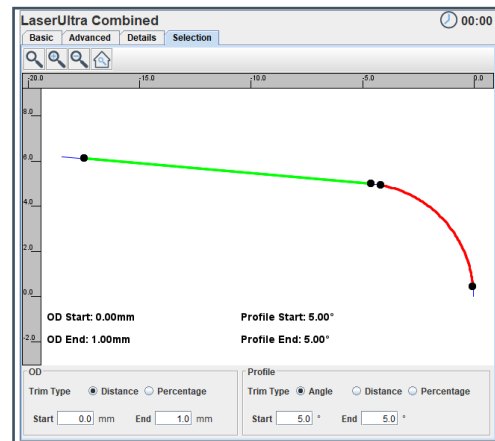 LaserUltra Combined 00:00
Basic Advanced Details Selection
-20.0 -15.0 -10.0 -5.0 0.0
8.0
6.0
4.0
2.0
0.0
OD Start: 0.00mm Profile Start: 5.00°
OD End: 1.00mm Profile End: 5.00°
-2.0
OD Profile
Trim Type Distance Percentage Trim Type Angle Distance Percentage
Start 0.0 mm End 1.0 mm Start 5.0 ° End 5.0 °